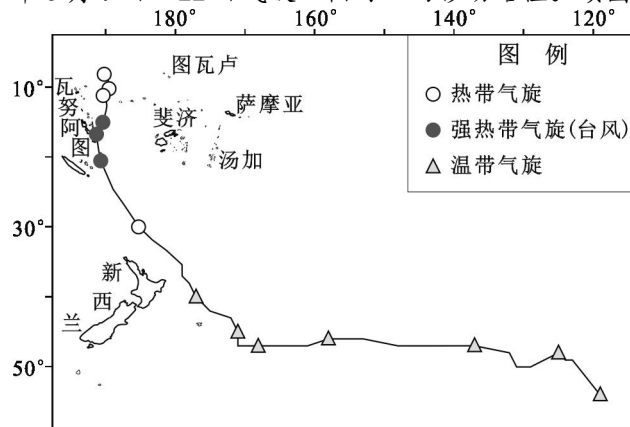 180° 160° 140° 120°
图 例
热带气旋
强热带气旋(台风)
温带气旋
10°
30°
50°
图瓦卢
瓦努阿图
斐济
萨摩亚
汤加
新西兰